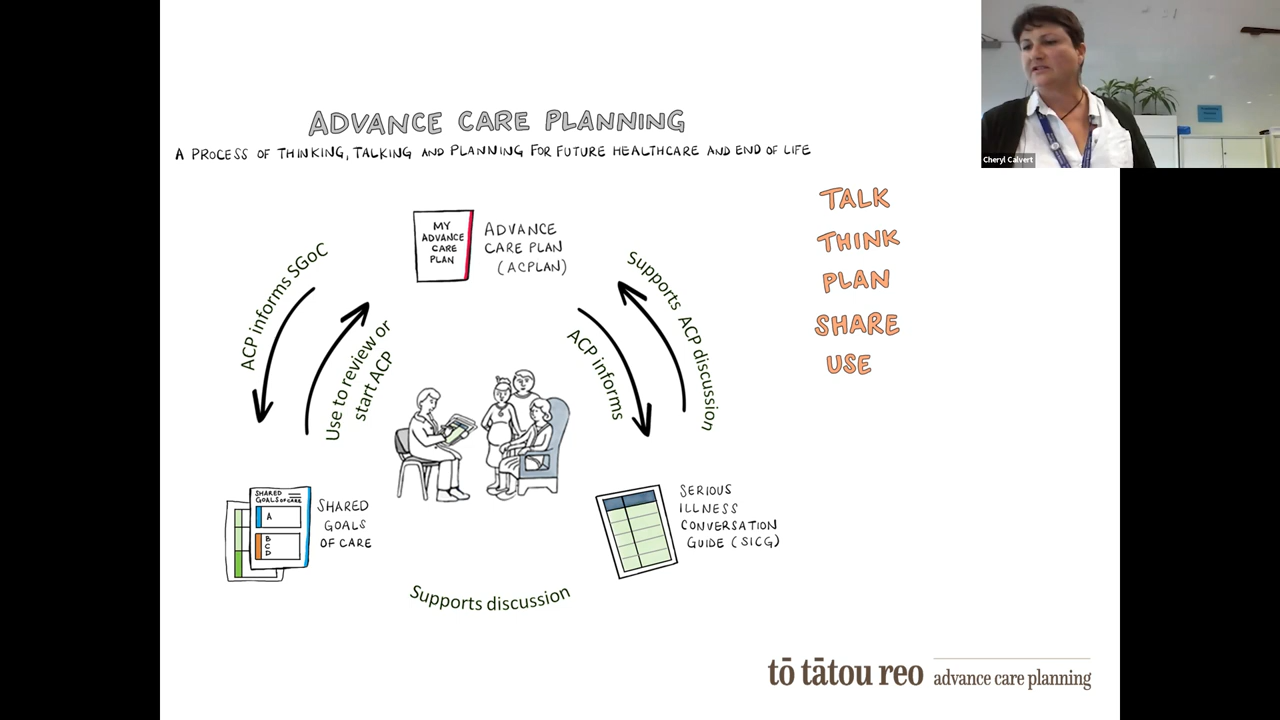 ADVANCE CARE PLANNING
A PROCESS OF THINKING, TALKING AND PLANNING FOR FUTURE HEALTHCARE AND END OF LIFE
Cheryl Calvert
TALK
THINK
PLAN
SHARE
USE
MY
ADVANCE
CARE
PLAN
ADVANCE
CARE PLAN
(ACPLAN)
ACP informs SGoC
Use to review or
start ACP
ACP informs
Supports ACP discussion
SHARED
GOALS OF CARE
A
B
C
D
SHARED
GOALS
OF CARE
SERIOUS
ILLNESS
CONVERSATION
GUIDE (SICG)
Supports discussion
tō tātou reo
advance care planning